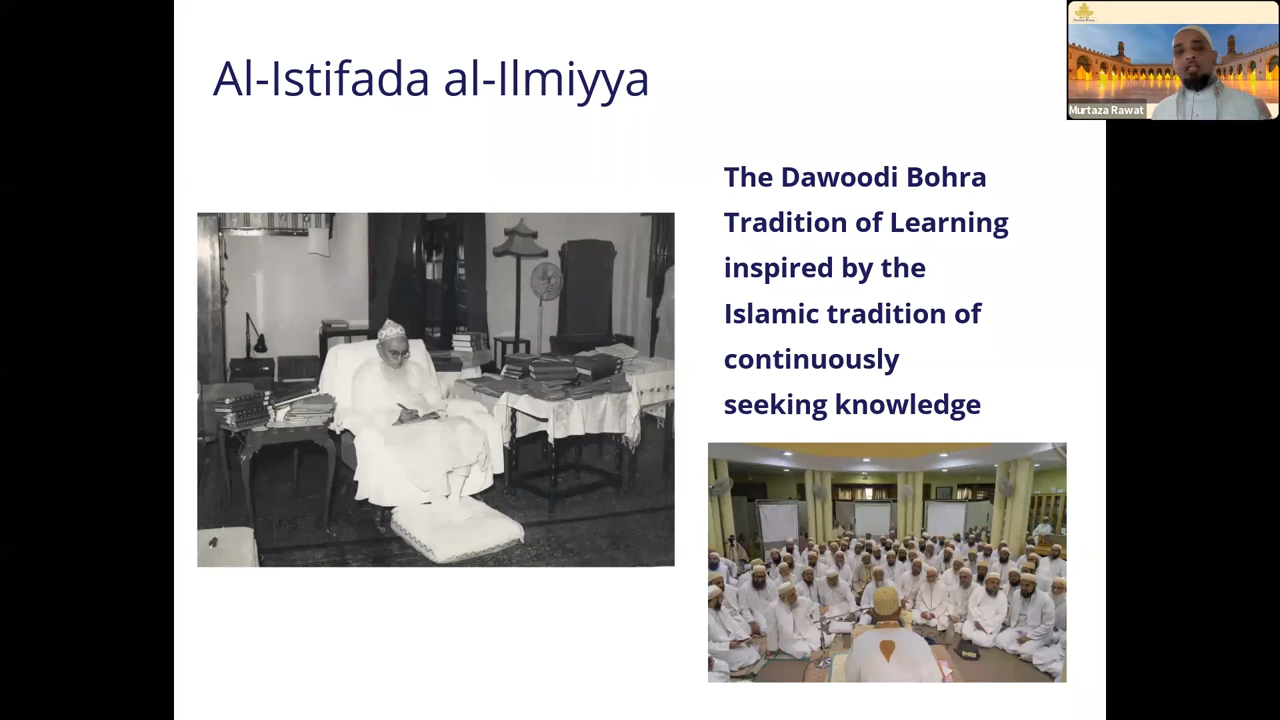 Al-Istifada al-Ilmiyya
The Dawoodi Bohra
Tradition of Learning
inspired by the
Islamic tradition of
continuously
seeking knowledge
Murtaza Rawat